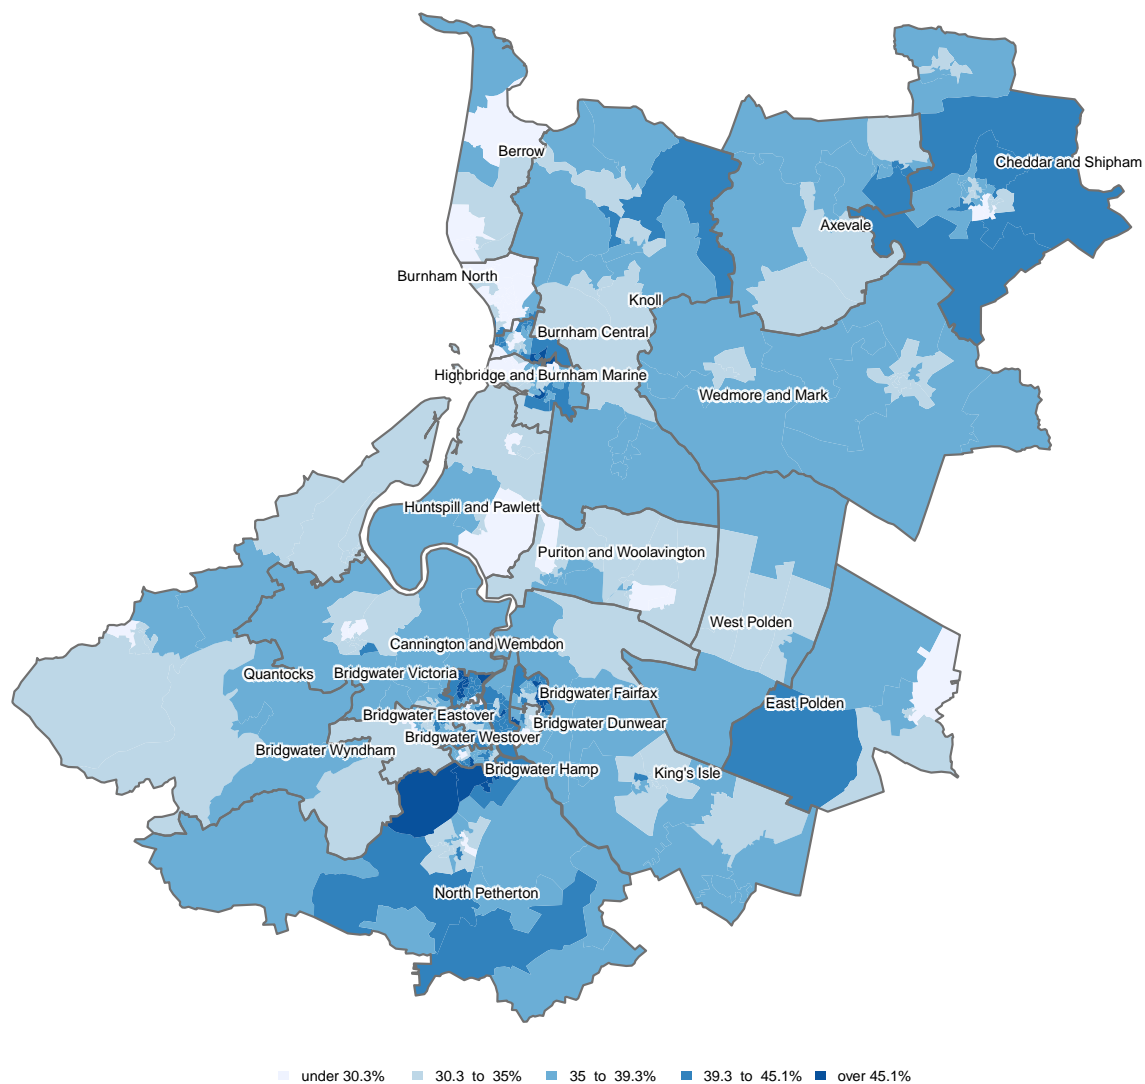 Berrow
Cheddar and Shipham
Axevale
Burnham North
Knoll
Burnham Central
Highbridge and Burnham Marine
Wedmore and Mark
Huntspill and Pawlett
Puriton and Woolavington
West Polden
Cannington and Wembdon
Quantocks
Bridgwater Victoria
Bridgwater Fairfax
East Polden
Bridgwater Eastover
Bridgwater Dunwear
Bridgwater Westover
Bridgwater Wyndham
Bridgwater Hamp
King's Isle
North Petherton
under 30.3% 30.3 to 35% 35 to 39.3% 39.3 to 45.1% over 45.1%